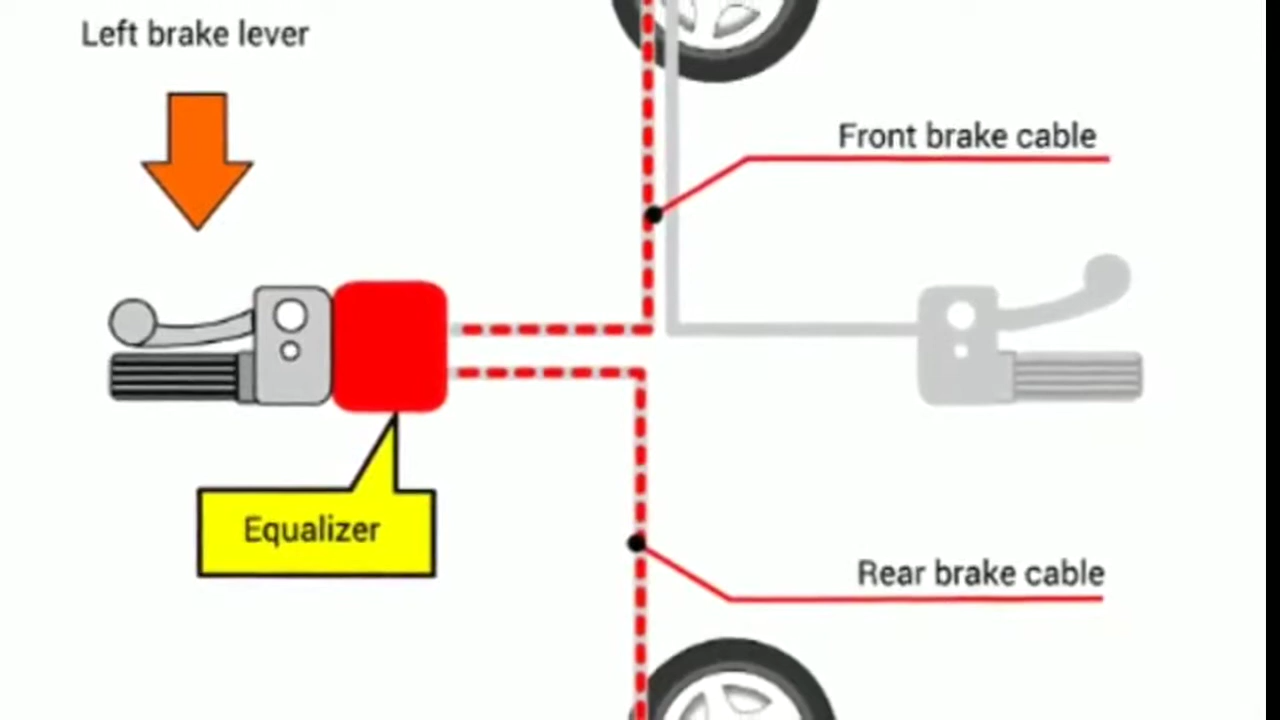 Left brake lever
Front brake cable
Equalizer
Rear brake cable